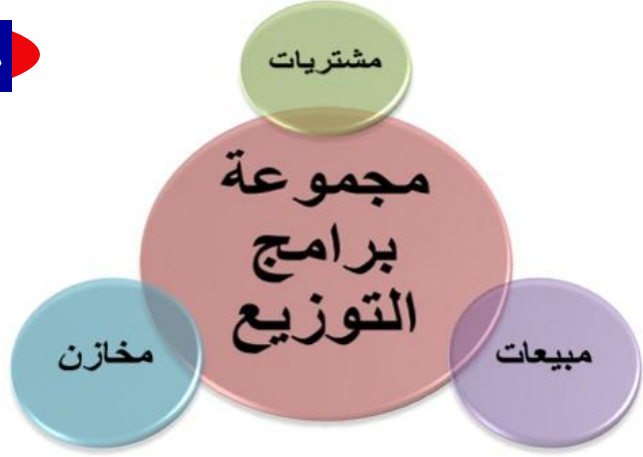 مشتريات
مجموعة
برامج
التوزيع
مبيعات
مخازن